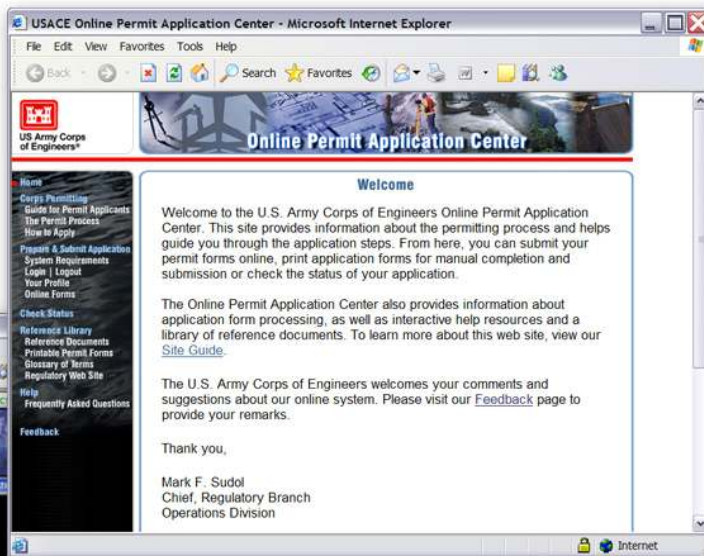 USACE Online Permit Application Center - Microsoft Internet Explorer
File Edit View Favorites Tools Help
Back Search Favorites
US Army Corps
of Engineers®
Online Permit Application Center
Home
Corps Permitting
Guide for Permit Applicants
The Permit Process
How to Apply
Prepare & Submit Application
System Requirements
Login | Logout
Your Profile
Online Forms
Check Status
Reference Library
Reference Documents
Printable Permit Forms
Glossary of Terms
Regulatory Web Site
Help
Frequently Asked Questions
Feedback
Welcome
Welcome to the U.S. Army Corps of Engineers Online Permit Application
Center. This site provides information about the permitting process and helps
guide you through the application steps. From here, you can submit your
permit forms online, print application forms for manual completion and
submission or check the status of your application.
The Online Permit Application Center also provides information about
application form processing, as well as interactive help resources and a
library of reference documents. To learn more about this web site, view our
Site Guide.
The U.S. Army Corps of Engineers welcomes your comments and
suggestions about our online system. Please visit our Feedback page to
provide your remarks.
Thank you,
Mark F. Sudol
Chief, Regulatory Branch
Operations Division
Internet